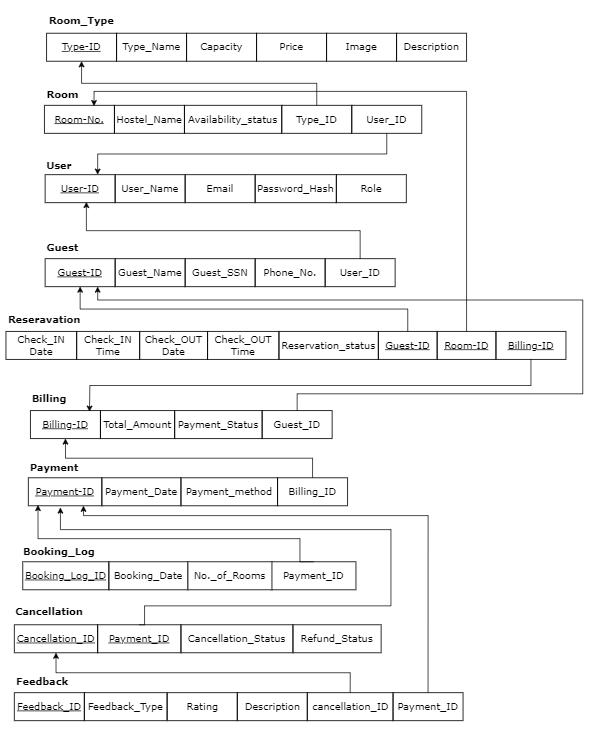 Room_Type
Type-ID Type_Name Capacity Price Image Description
Room
Room-No. Hostel_Name Availability_status Type_ID User_ID
User
User-ID User_Name Email Password_Hash Role
Guest
Guest-ID Guest_Name Guest_SSN Phone_No. User_ID
Reseravation
Check_IN Date Check_IN Time Check_OUT Date Check_OUT Time Reservation_status Guest-ID Room-ID Billing-ID
Billing
Billing-ID Total_Amount Payment_Status Guest_ID
Payment
Payment-ID Payment_Date Payment_method Billing_ID
Booking_Log
Booking_Log_ID Booking_Date No._of_Rooms Payment_ID
Cancellation
Cancellation_ID Payment_ID Cancellation_Status Refund_Status
Feedback
Feedback_ID Feedback_Type Rating Description cancellation_ID Payment_ID